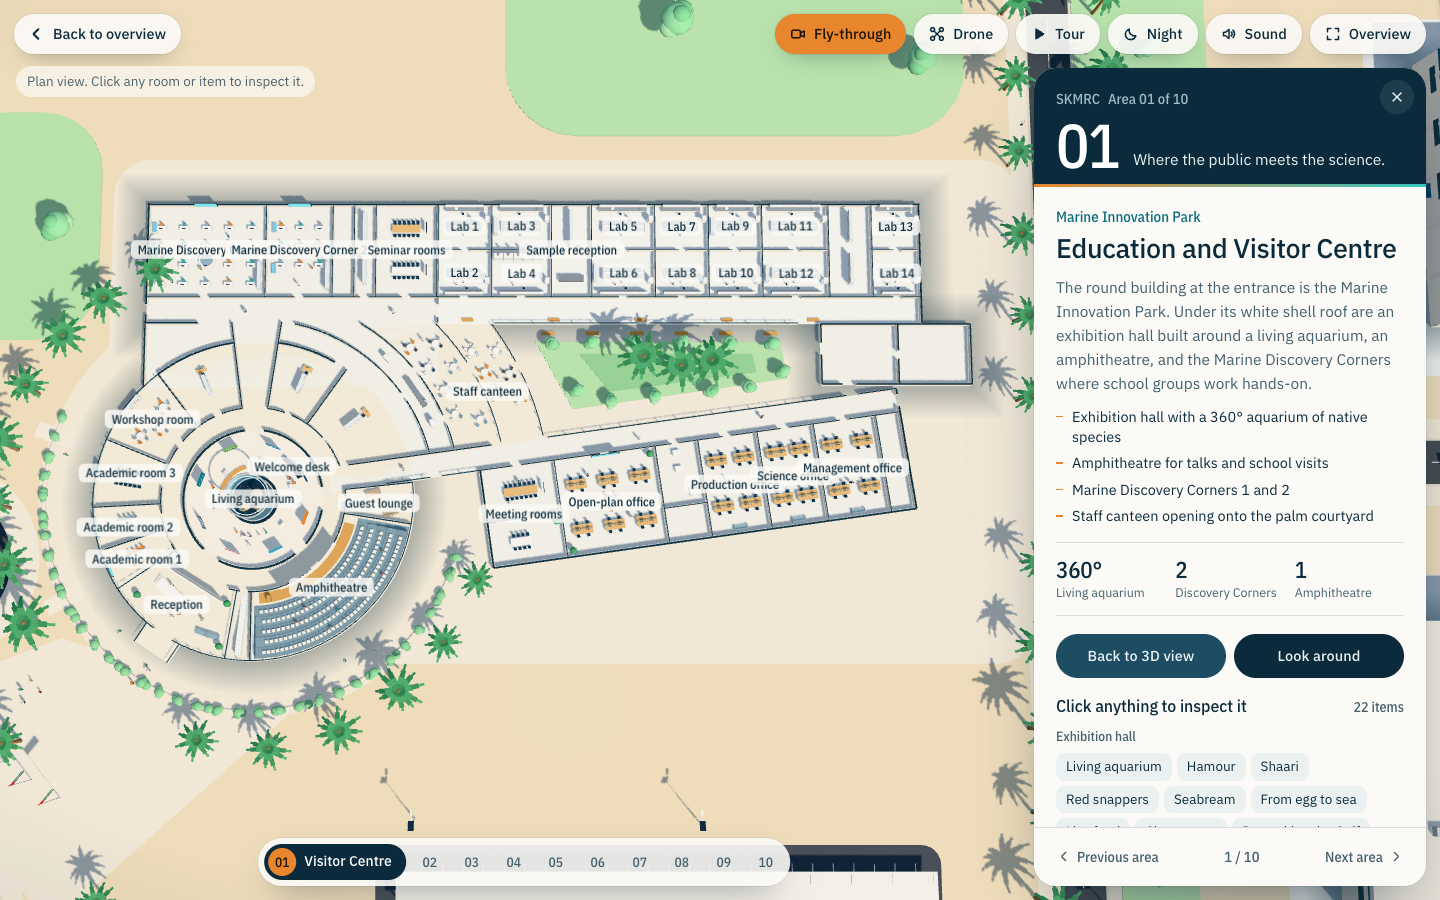 Back to overview
Fly-through
Drone
Tour
Night
Sound
Overview
Plan view. Click any room or item to inspect it.
Marine Discovery
Marine Discovery Corner
Seminar rooms
Lab 1
Lab 3
Lab 5
Lab 7
Lab 9
Lab 11
Lab 13
Sample reception
Lab 2
Lab 4
Lab 6
Lab 8
Lab 10
Lab 12
Lab 14
Staff canteen
Workshop room
Academic room 3
Welcome desk
Living aquarium
Guest lounge
Academic room 2
Academic room 1
Reception
Amphitheatre
Meeting rooms
Open-plan office
Production office
Science office
Management office
01
Visitor Centre
02
03
04
05
06
07
08
09
10
SKMRC Area 01 of 10
01
Where the public meets the science.
Marine Innovation Park
Education and Visitor Centre
The round building at the entrance is the Marine
Innovation Park. Under its white shell roof are an
exhibition hall built around a living aquarium, an
amphitheatre, and the Marine Discovery Corners
where school groups work hands-on.
Exhibition hall with a 360° aquarium of native
species
Amphitheatre for talks and school visits
Marine Discovery Corners 1 and 2
Staff canteen opening onto the palm courtyard
360°
Living aquarium
2
Discovery Corners
1
Amphitheatre
Back to 3D view
Look around
Click anything to inspect it
22 items
Exhibition hall
Living aquarium
Hamour
Shaari
Red snappers
Seabream
From egg to sea
Previous area
1 / 10
Next area